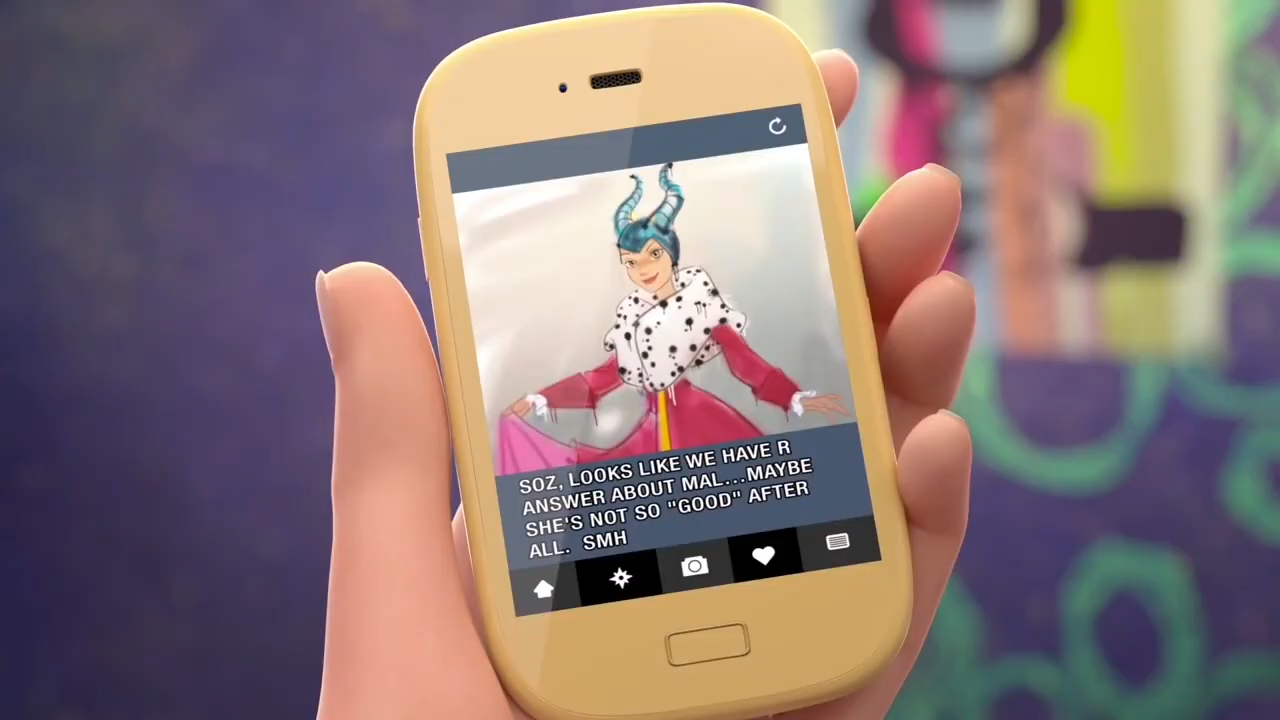 SOZ, LOOKS LIKE WE HAVE R
ANSWER ABOUT MAL...MAYBE
SHE'S NOT SO "GOOD" AFTER
ALL. SMH